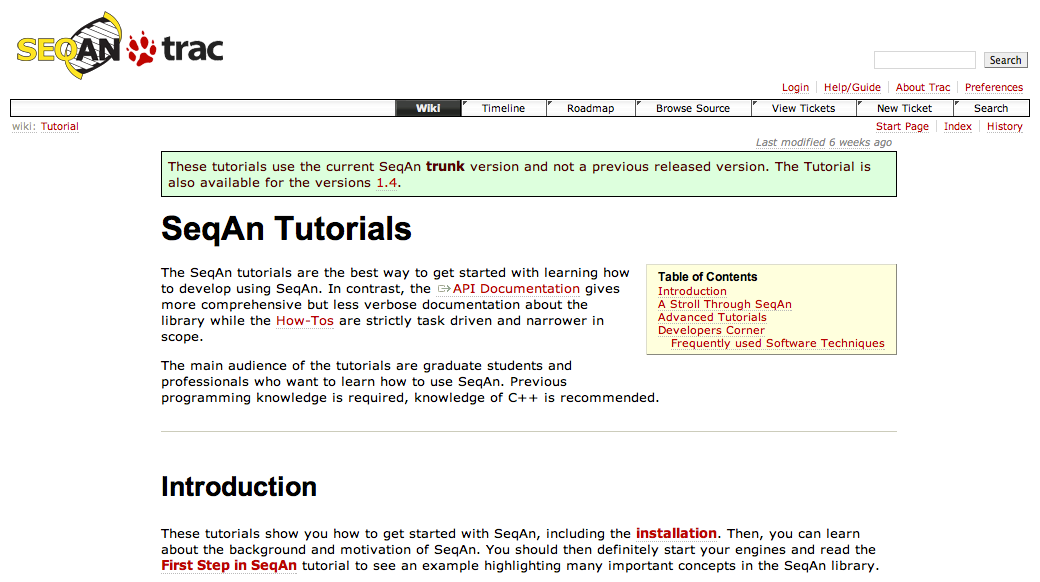 SEQAN trac
Search
Login Help/Guide About Trac Preferences
Wiki Timeline Roadmap Browse Source View Tickets New Ticket Search
wiki: Tutorial
Start Page Index History
Last modified 6 weeks ago
These tutorials use the current SeqAn trunk version and not a previous released version. The Tutorial is
also available for the versions 1.4.
SeqAn Tutorials
The SeqAn tutorials are the best way to get started with learning how
to develop using SeqAn. In contrast, the API Documentation gives
more comprehensive but less verbose documentation about the
library while the How-Tos are strictly task driven and narrower in
scope.
The main audience of the tutorials are graduate students and
professionals who want to learn how to use SeqAn. Previous
programming knowledge is required, knowledge of C++ is recommended.
Table of Contents
Introduction
A Stroll Through SeqAn
Advanced Tutorials
Developers Corner
Frequently used Software Techniques
Introduction
These tutorials show you how to get started with SeqAn, including the installation. Then, you can learn
about the background and motivation of SeqAn. You should then definitely start your engines and read the
First Step in SeqAn tutorial to see an example highlighting many important concepts in the SeqAn library.